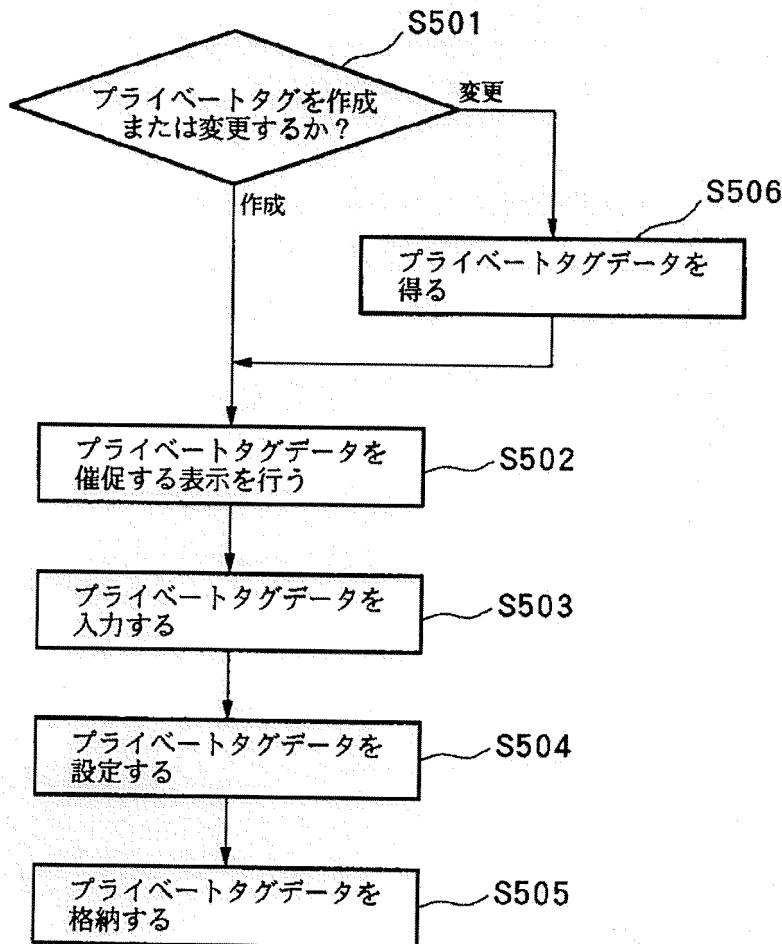 S501
プライベートタグを作成
または変更するか？
変更
作成
S506
プライベートタグデータを
得る
プライベートタグデータを
催促する表示を行う
S502
プライベートタグデータを
入力する
S503
プライベートタグデータを
設定する
S504
プライベートタグデータを
格納する
S505